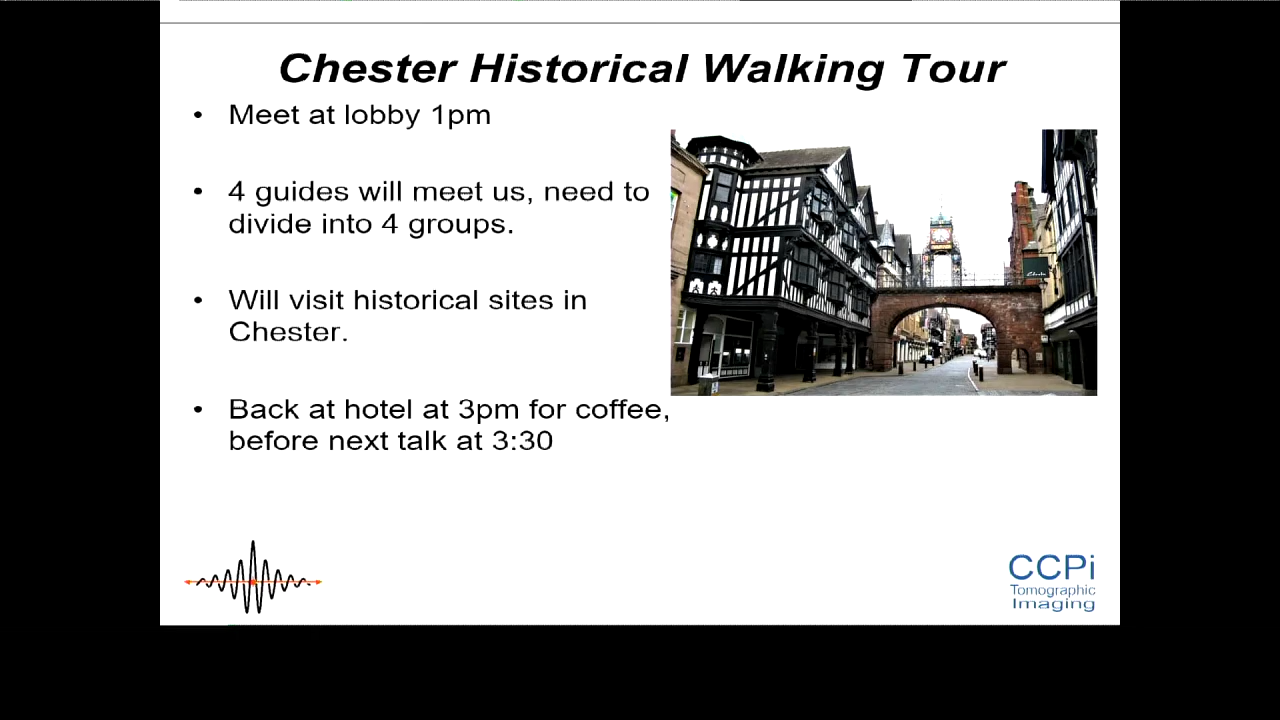 Chester Historical Walking Tour
• Meet at lobby 1pm
• 4 guides will meet us, need to
divide into 4 groups.
• Will visit historical sites in
Chester.
• Back at hotel at 3pm for coffee,
before next talk at 3:30
CCPi
Tomographic
Imaging